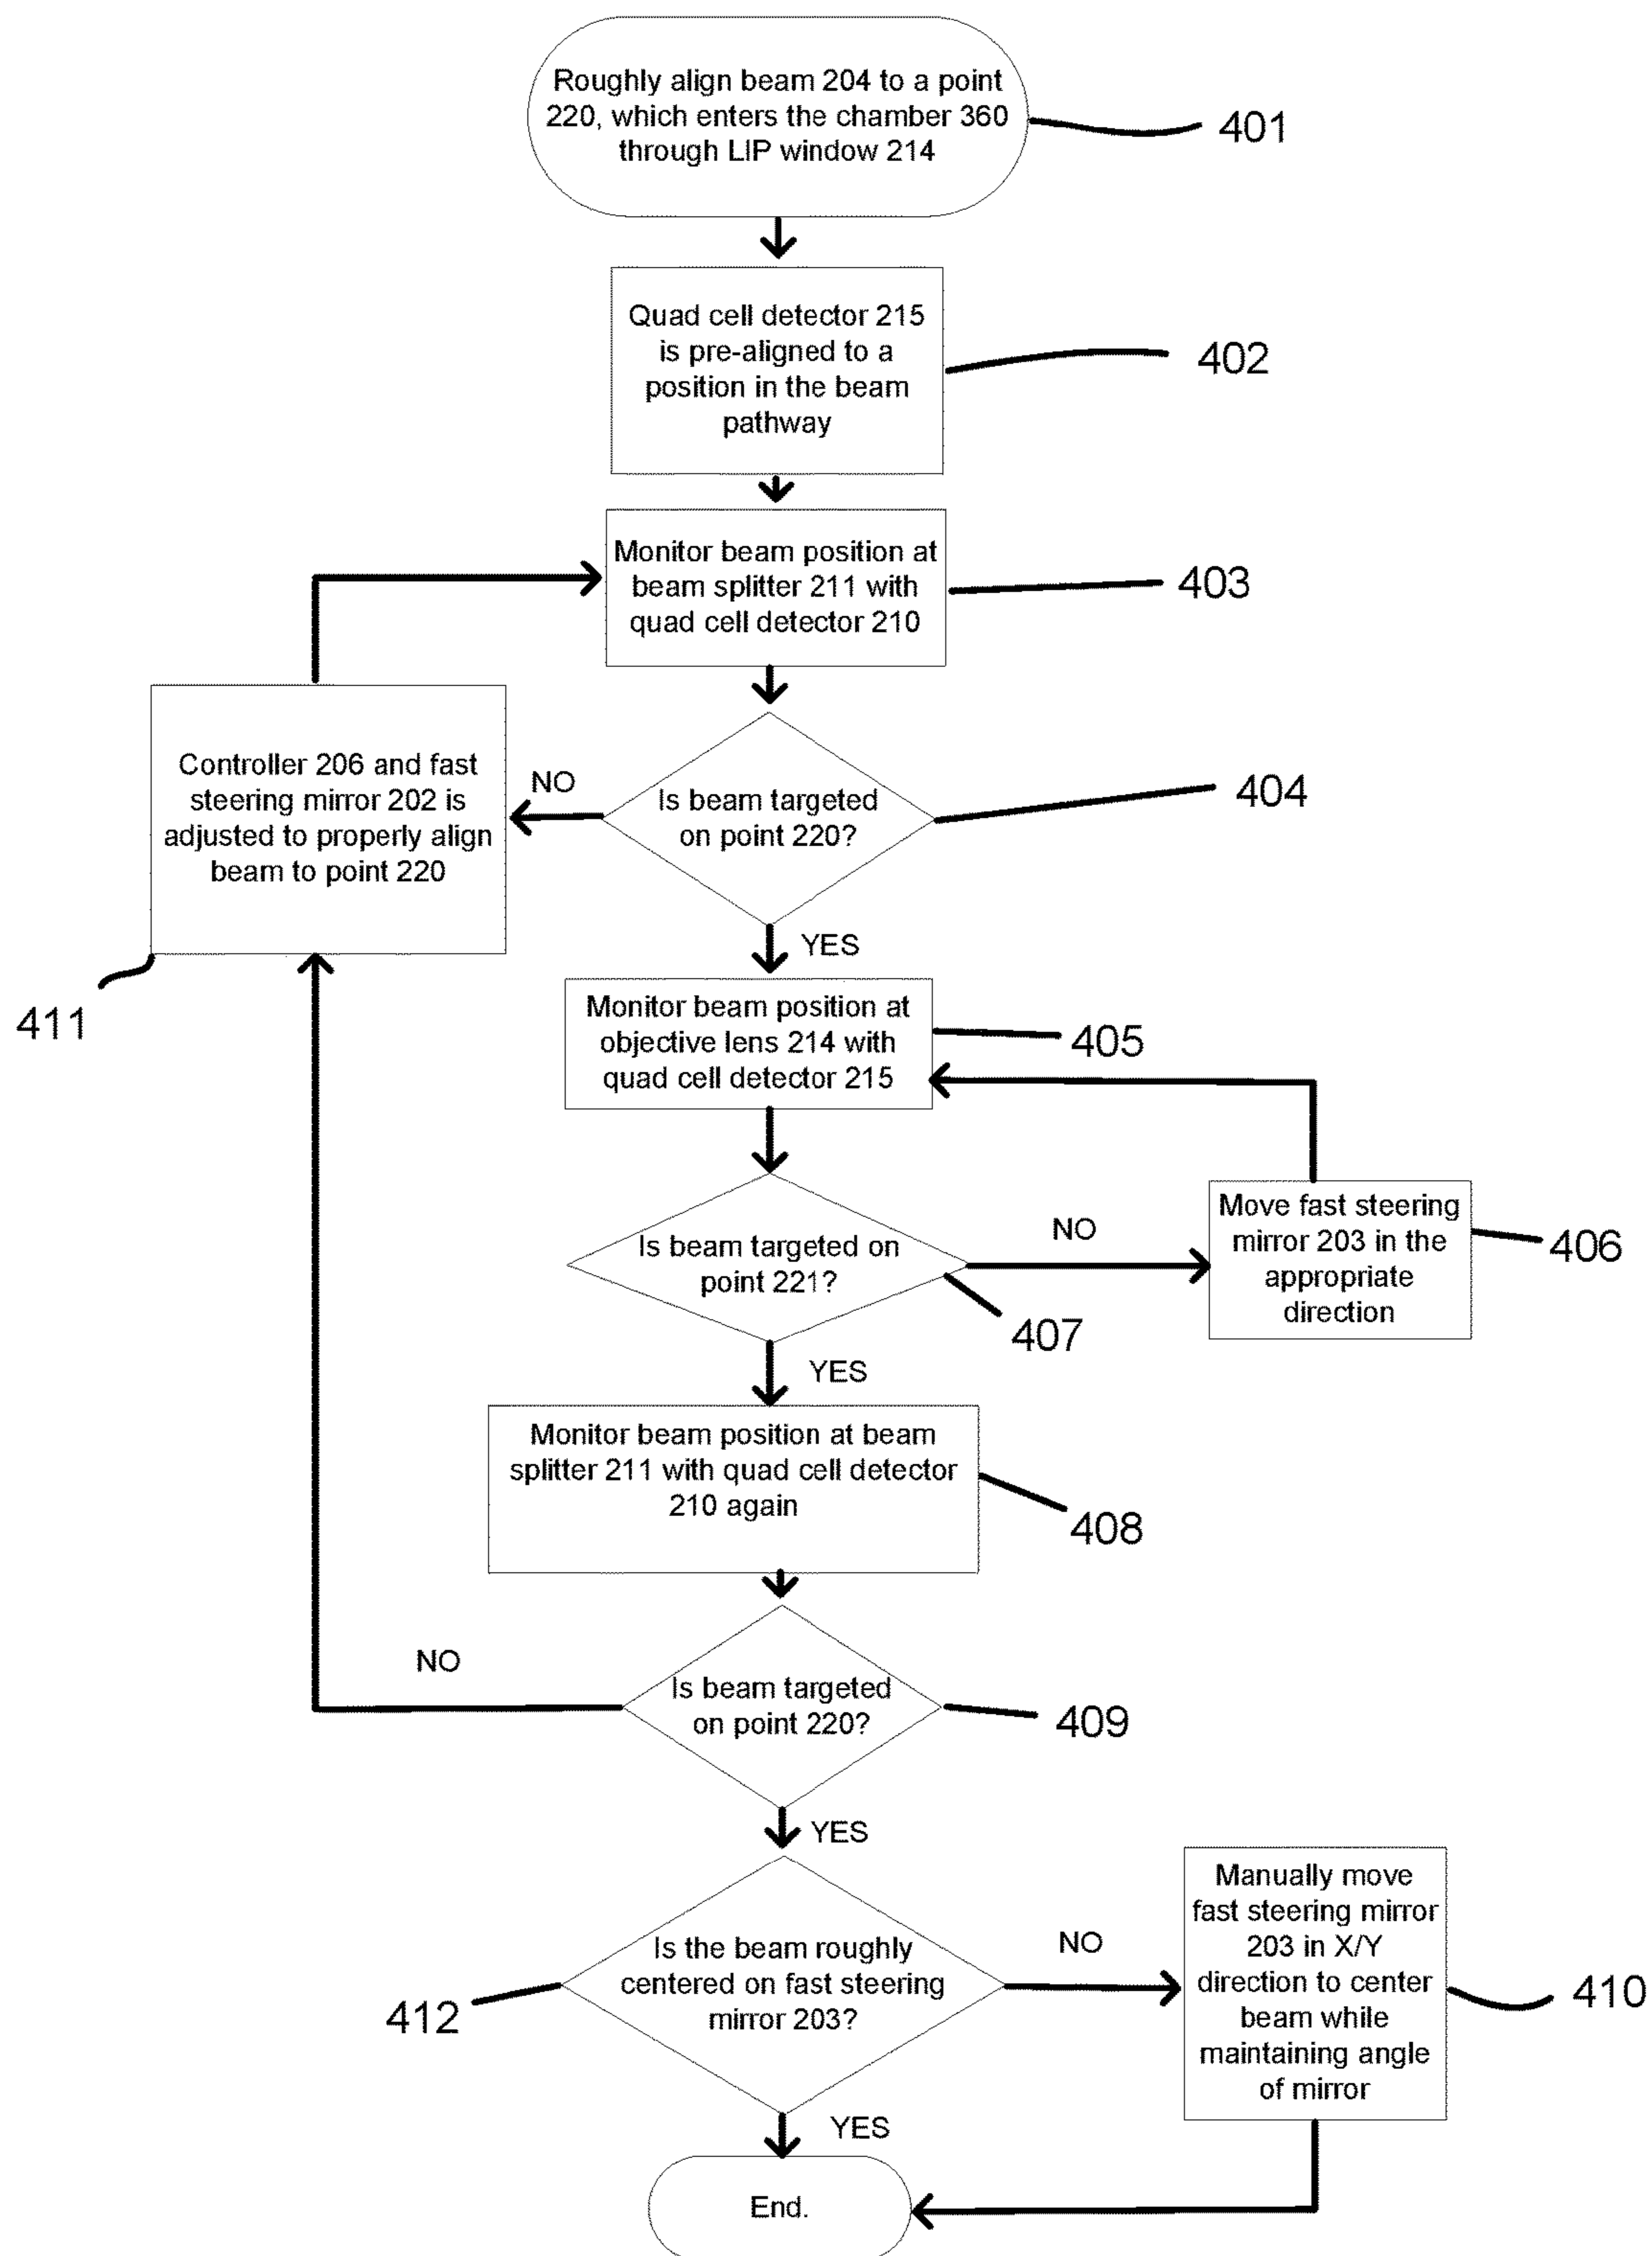 Roughly align beam 204 to a point
220, which enters the chamber 360
through LIP window 214
401
Quad cell detector 215
is pre-aligned to a
position in the beam
pathway
402
Monitor beam position at
beam splitter 211 with
quad cell detector 210
403
Controller 206 and fast
steering mirror 202 is
adjusted to properly align
beam to point 220
411
NO
Is beam targeted
on point 220?
404
YES
Monitor beam position at
objective lens 214 with
quad cell detector 215
405
Is beam targeted on
point 221?
407
NO
Move fast steering
mirror 203 in the
appropriate
direction
406
YES
Monitor beam position at beam
splitter 211 with quad cell detector
210 again
408
NO
Is beam targeted
on point 220?
409
YES
Is the beam roughly
centered on fast steering
mirror 203?
412
NO
Manually move
fast steering mirror
203 in X/Y
direction to center
beam while
maintaining angle
of mirror
410
YES
End.